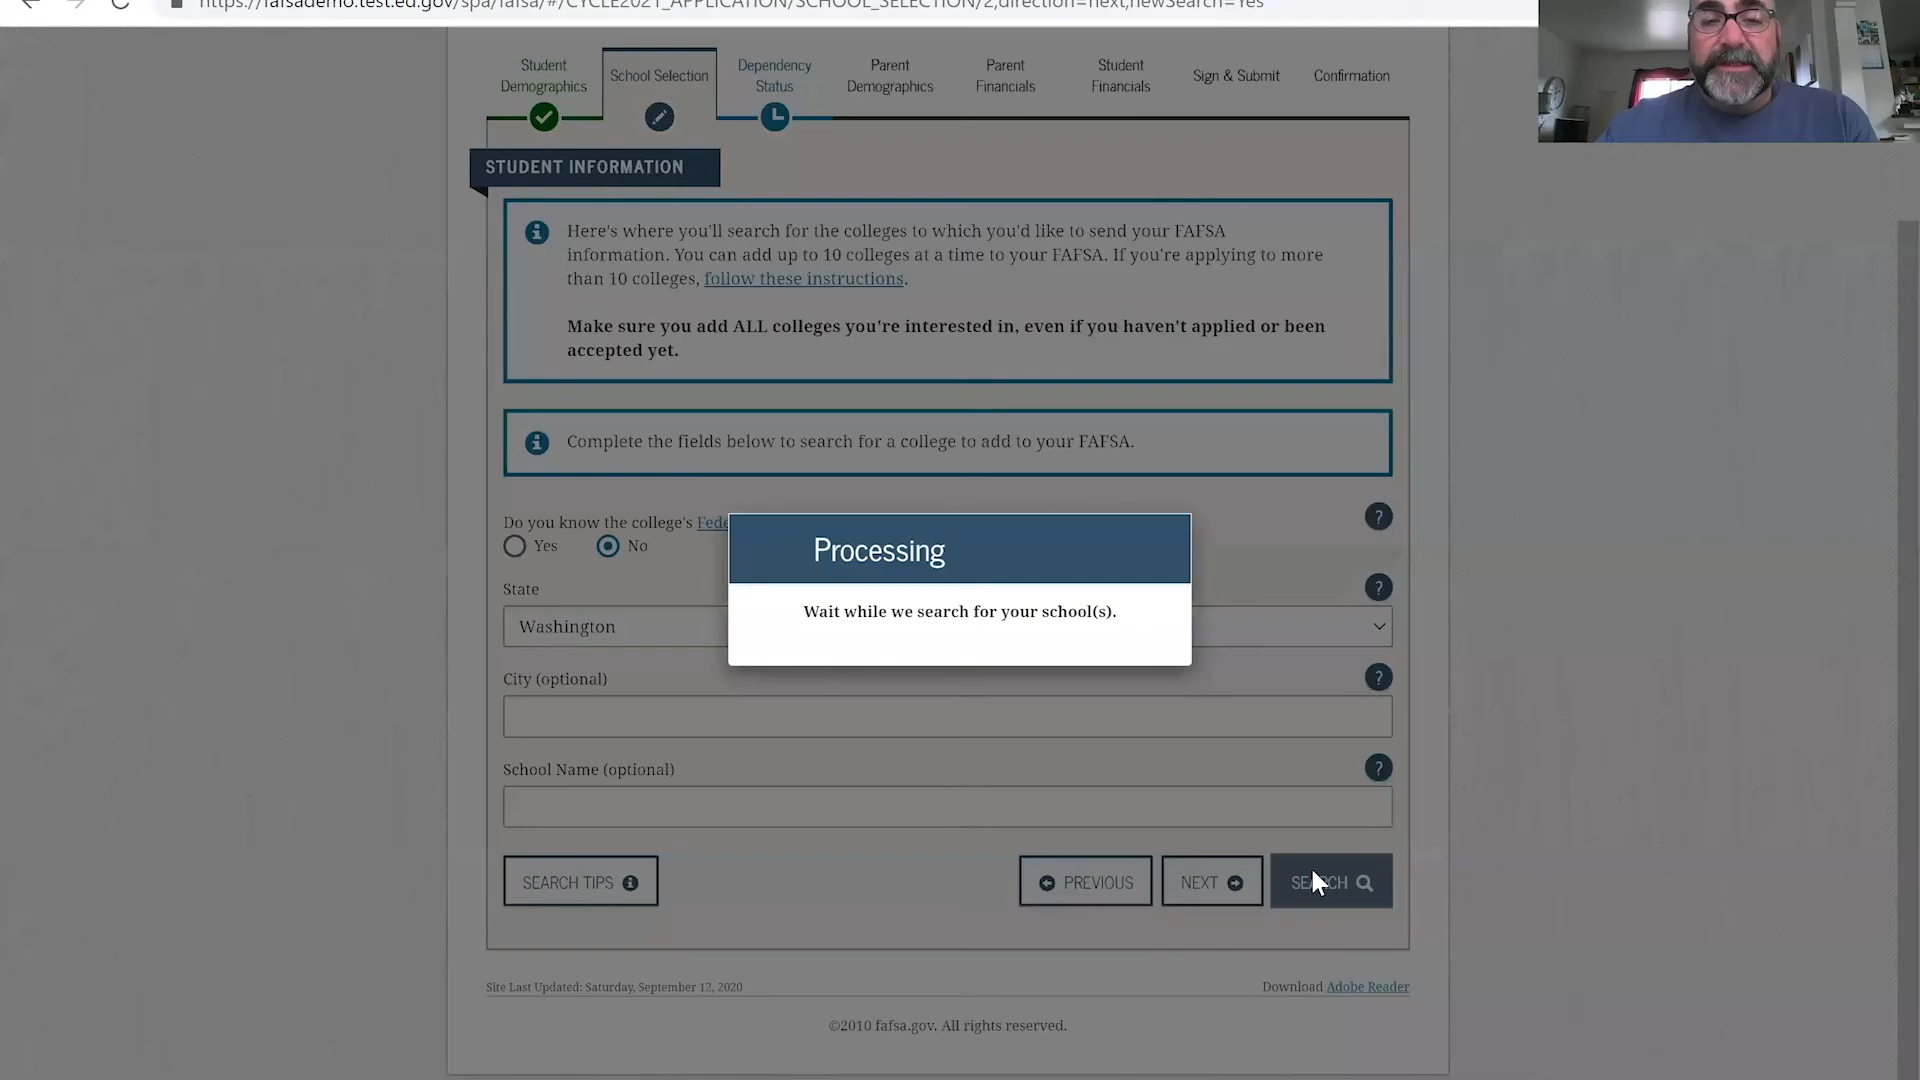 https://fafsademo.test.ed.gov/spa/fafsa/#/CYCLE2021_APPLICATION/SCHOOL_SELECTION/2;direction=next;newSearch=Yes
Student
Demographics
School Selection
Dependency
Status
Parent
Demographics
Parent
Financials
Student
Financials
Sign & Submit
Confirmation
STUDENT INFORMATION
Here's where you'll search for the colleges to which you'd like to send your FAFSA
information. You can add up to 10 colleges at a time to your FAFSA. If you're applying to more
than 10 colleges, follow these instructions.
Make sure you add ALL colleges you're interested in, even if you haven't applied or been
accepted yet.
Complete the fields below to search for a college to add to your FAFSA.
Do you know the college's Fede
?
Yes
No
Processing
Wait while we search for your school(s).
State
?
Washington
City (optional)
?
School Name (optional)
?
SEARCH TIPS
PREVIOUS
NEXT
SEARCH
Site Last Updated: Saturday, September 12, 2020
Download Adobe Reader
©2010 fafsa.gov. All rights reserved.